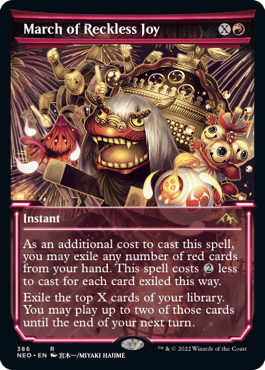 March of Reckless Joy X
Instant
As an additional cost to cast this spell,
you may exile any number of red cards
from your hand. This spell costs 2 less
to cast for each card exiled this way.
Exile the top X cards of your library.
You may play up to two of those cards
until the end of your next turn.
386 R
NEO • EN 宮本一/MIYAKI HAJIME
™ & © 2022 Wizards of the Coast